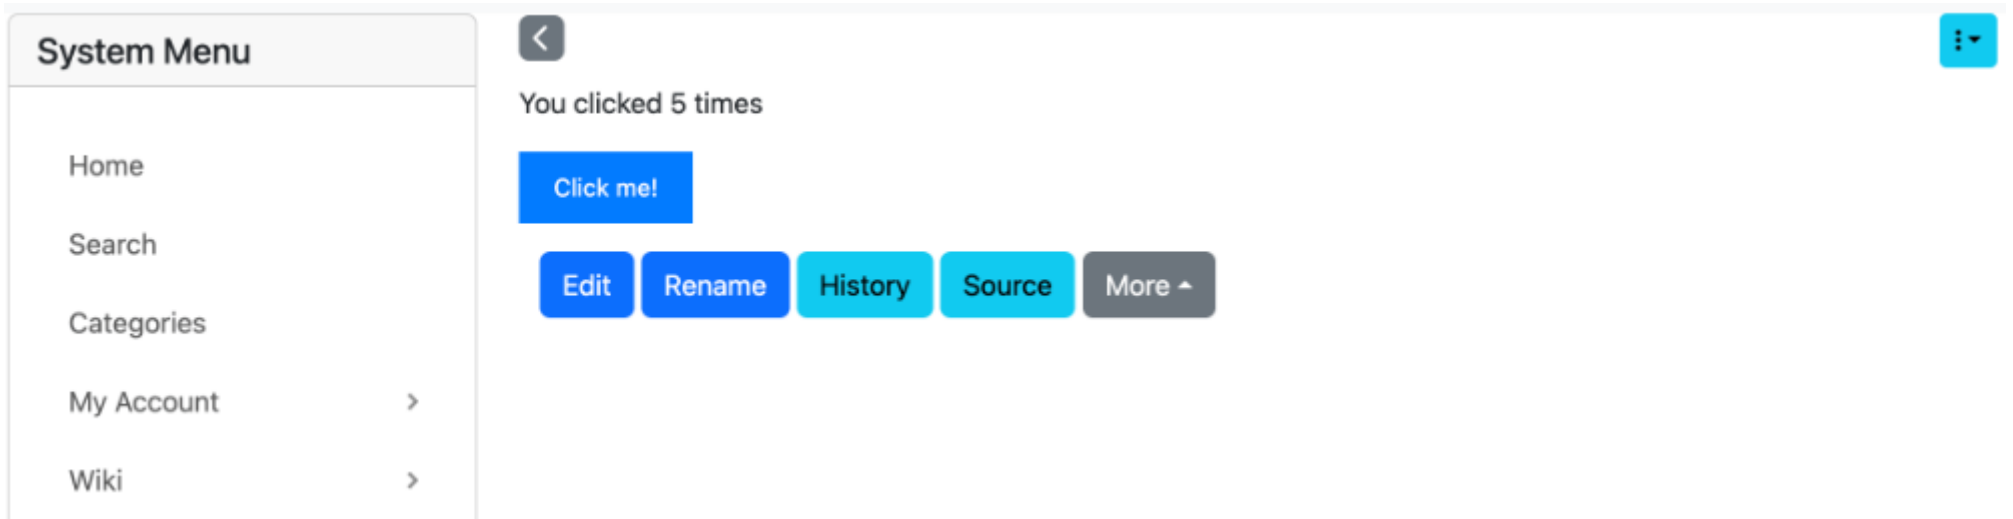 System Menu
Home
Search
Categories
My Account
Wiki
You clicked 5 times
Click me!
Edit Rename History Source More